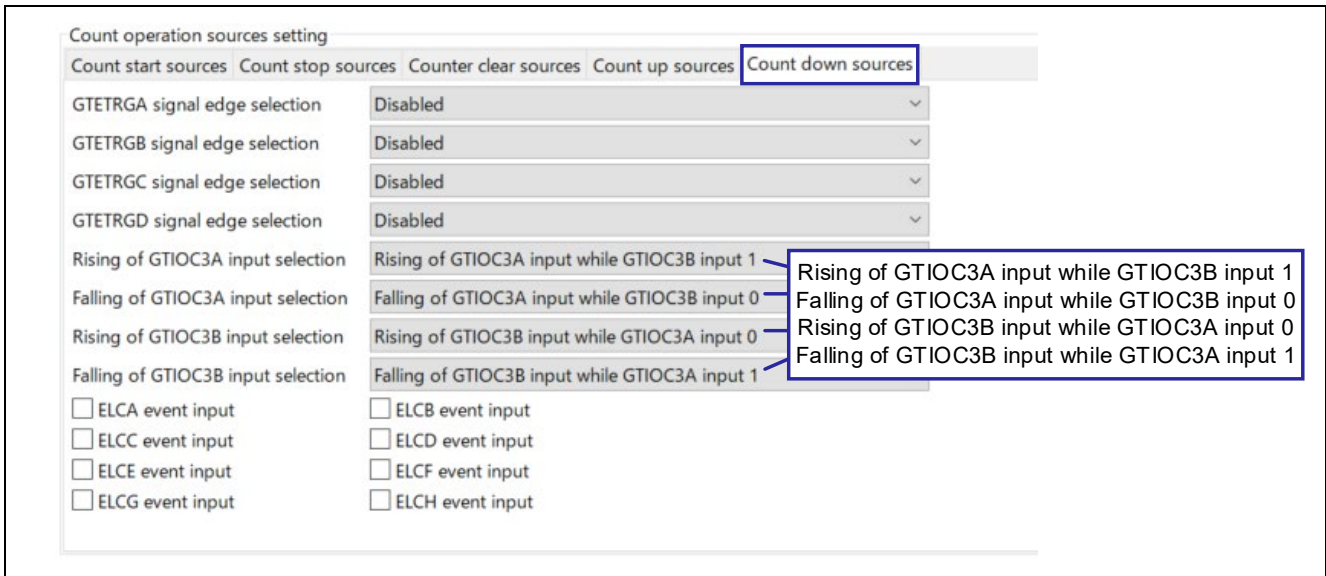 Count operation sources setting
Count start sources Count stop sources Counter clear sources Count up sources Count down sources
GTETRGA signal edge selection Disabled
GTETRGB signal edge selection Disabled
GTETRGC signal edge selection Disabled
GTETRGD signal edge selection Disabled
Rising of GTIOC3A input selection Rising of GTIOC3A input while GTIOC3B input 1
Falling of GTIOC3A input selection Falling of GTIOC3A input while GTIOC3B input 0
Rising of GTIOC3B input selection Rising of GTIOC3B input while GTIOC3A input 0
Falling of GTIOC3B input selection Falling of GTIOC3B input while GTIOC3A input 1
Rising of GTIOC3A input while GTIOC3B input 1
Falling of GTIOC3A input while GTIOC3B input 0
Rising of GTIOC3B input while GTIOC3A input 0
Falling of GTIOC3B input while GTIOC3A input 1
ELCA event input ELCB event input
ELCC event input ELCD event input
ELCE event input ELCF event input
ELCG event input ELCH event input